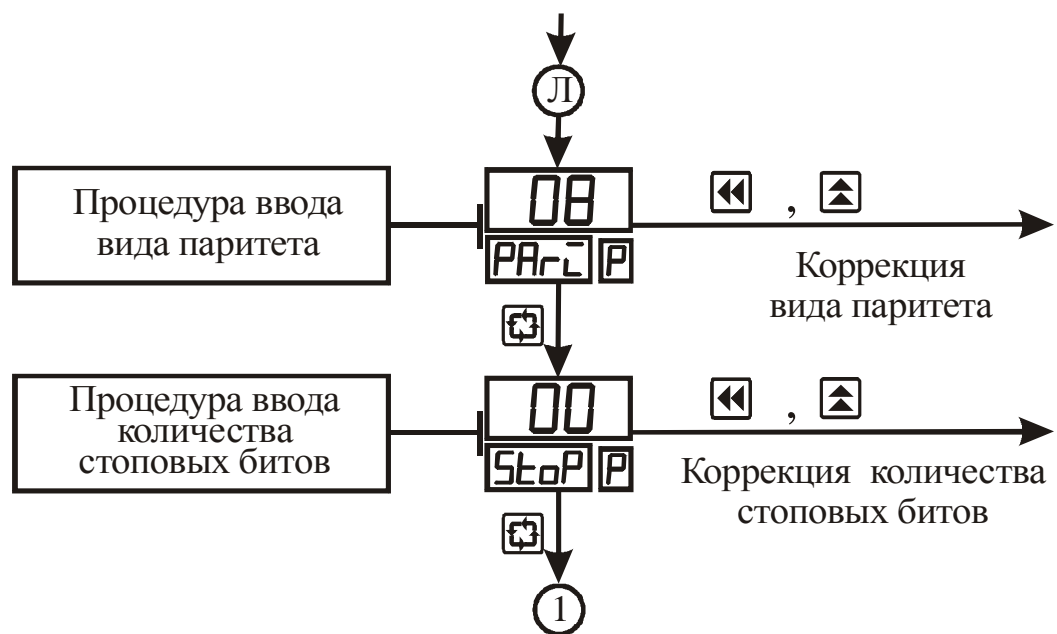 Л
Процедура ввода
вида паритета
08
PAri P
,
Коррекция
вида паритета
Процедура ввода
количества
стоповых битов
00
StoP P
,
Коррекция количества
стоповых битов
1